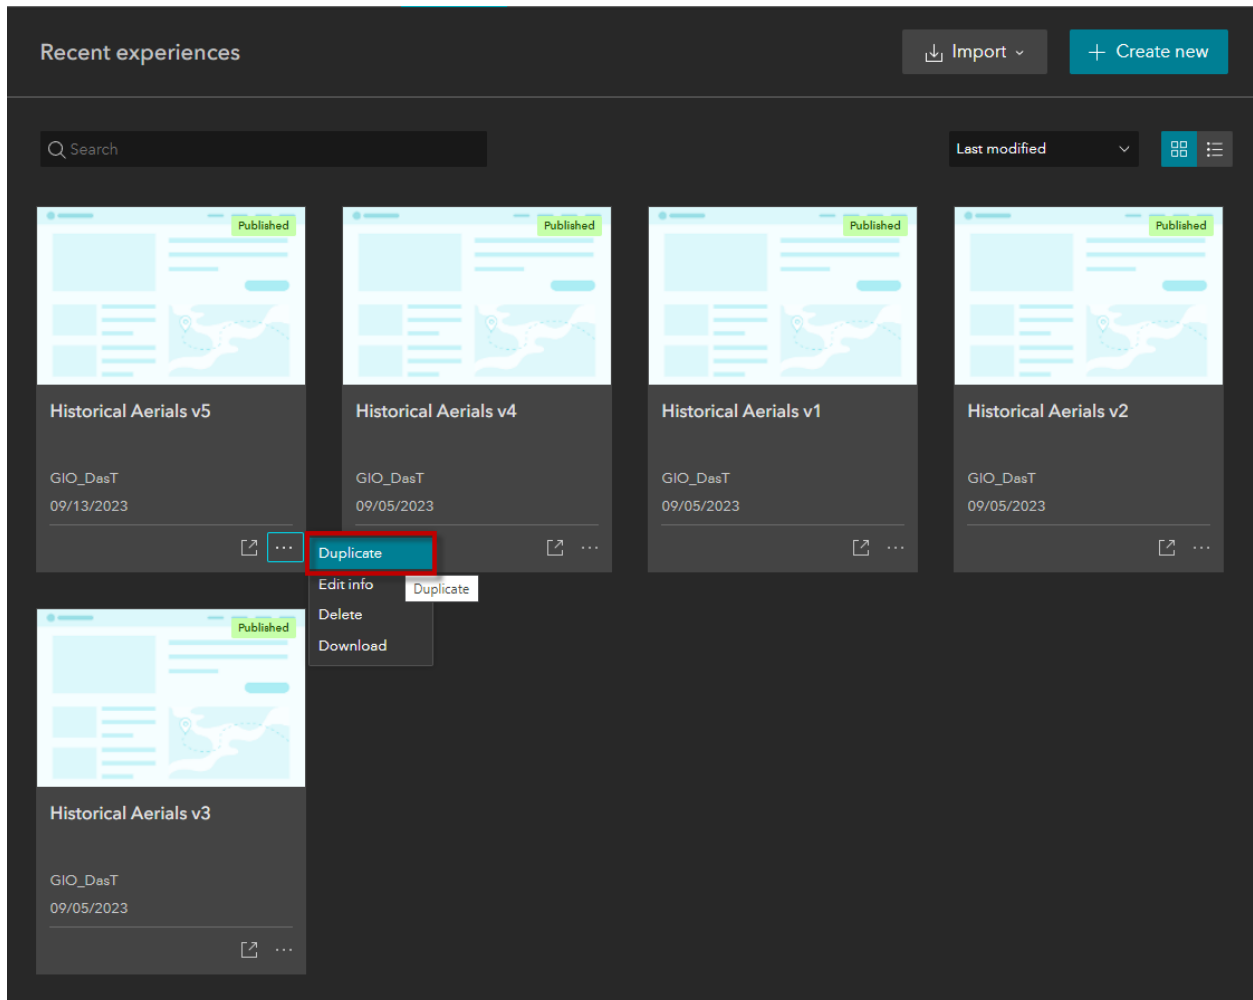 Recent experiences
Import
Create new
Search
Last modified
Published
Historical Aerials v5
GIO_DasT
09/13/2023
Published
Historical Aerials v4
GIO_DasT
09/05/2023
Published
Historical Aerials v1
GIO_DasT
09/05/2023
Published
Historical Aerials v2
GIO_DasT
09/05/2023
Duplicate
Edit info
Duplicate
Delete
Download
Published
Historical Aerials v3
GIO_DasT
09/05/2023